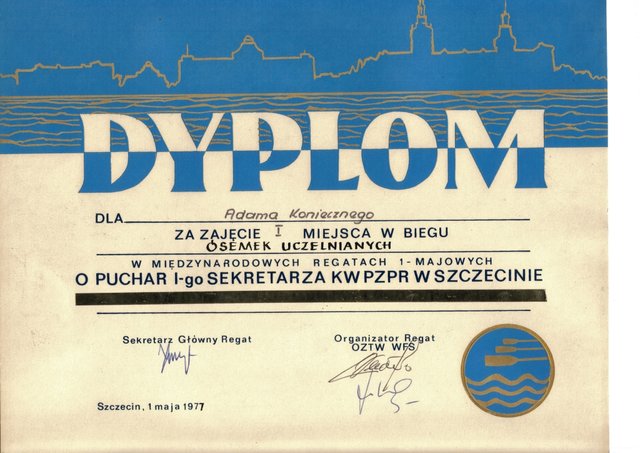 DYPLOM
DLA Adama Koniecznego
ZA ZAJĘCIE I MIEJSCA W BIEGU
ÓSEMEK UCZELNIANYCH
W MIĘDZYNARODOWYCH REGATACH 1-MAJOWYCH
O PUCHAR I-go SEKRETARZA KW PZPR W SZCZECINIE
Sekretarz Główny Regat
Organizator Regat
OZTW WFS
Szczecin, 1 maja 1977